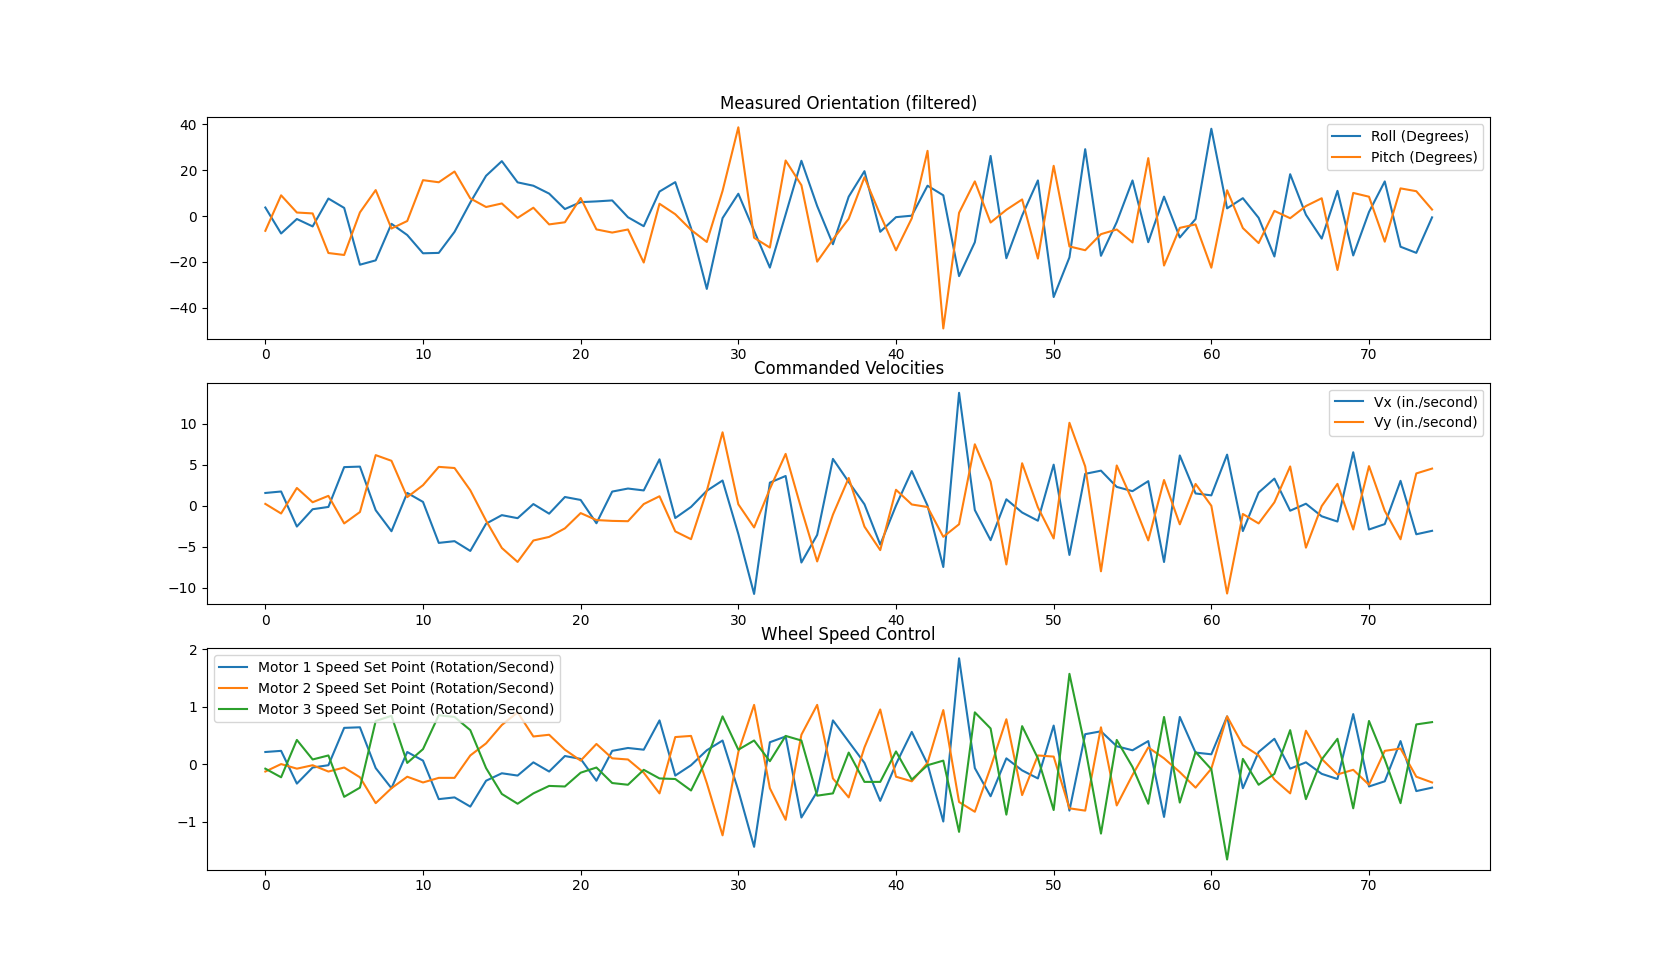 Measured Orientation (filtered)
40
20
0
−20
−40
Roll (Degrees)
Pitch (Degrees)
0 10 20 30 40 50 60 70
Commanded Velocities
10
5
0
−5
−10
Vx (in./second)
Vy (in./second)
0 10 20 30 40 50 60 70
Wheel Speed Control
2
1
0
−1
Motor 1 Speed Set Point (Rotation/Second)
Motor 2 Speed Set Point (Rotation/Second)
Motor 3 Speed Set Point (Rotation/Second)
0 10 20 30 40 50 60 70